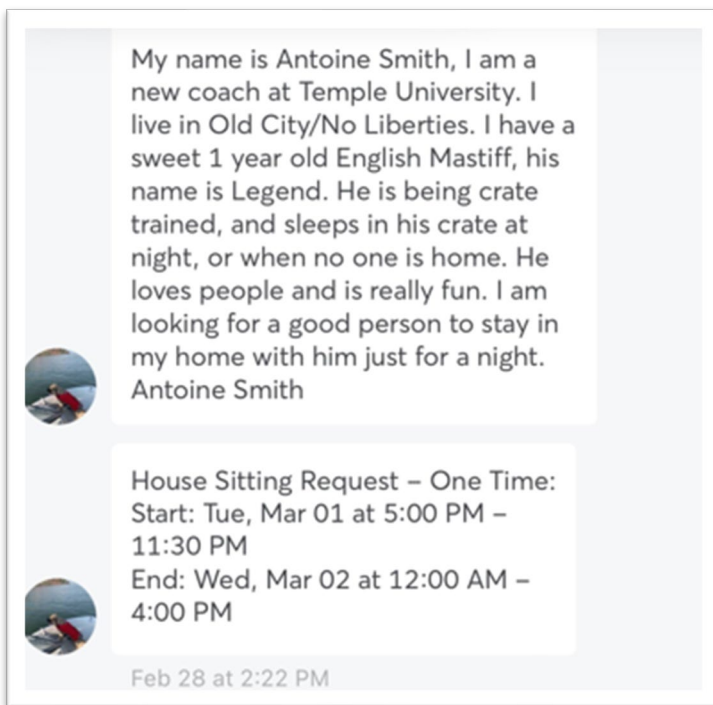 My name is Antoine Smith, I am a
new coach at Temple University. I
live in Old City/No Liberties. I have a
sweet 1 year old English Mastiff, his
name is Legend. He is being crate
trained, and sleeps in his crate at
night, or when no one is home. He
loves people and is really fun. I am
looking for a good person to stay in
my home with him just for a night.
Antoine Smith
House Sitting Request – One Time:
Start: Tue, Mar 01 at 5:00 PM –
11:30 PM
End: Wed, Mar 02 at 12:00 AM –
4:00 PM
Feb 28 at 2:22 PM